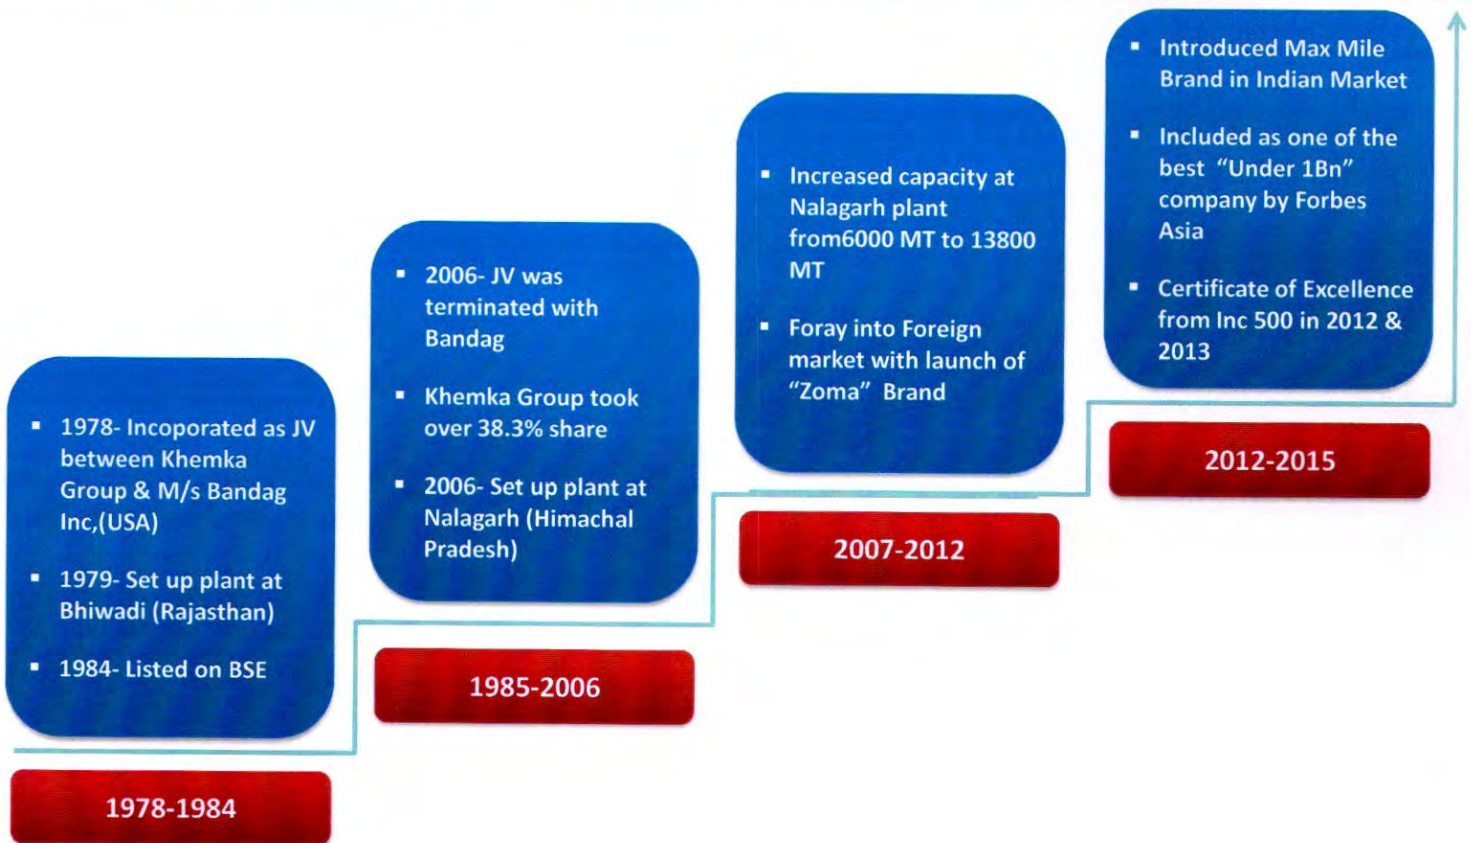 ▪ 1978- Incoporated as JV
between Khemka
Group & M/s Bandag
Inc,(USA)
▪ 1979- Set up plant at
Bhiwadi (Rajasthan)
▪ 1984- Listed on BSE
1978-1984
▪ 2006- JV was
terminated with
Bandag
▪ Khemka Group took
over 38.3% share
▪ 2006- Set up plant at
Nalagarh (Himachal
Pradesh)
1985-2006
▪ Increased capacity at
Nalagarh plant
from6000 MT to 13800
MT
▪ Foray into Foreign
market with launch of
“Zoma” Brand
2007-2012
▪ Introduced Max Mile
Brand in Indian Market
▪ Included as one of the
best “Under 1Bn”
company by Forbes
Asia
▪ Certificate of Excellence
from Inc 500 in 2012 &
2013
2012-2015